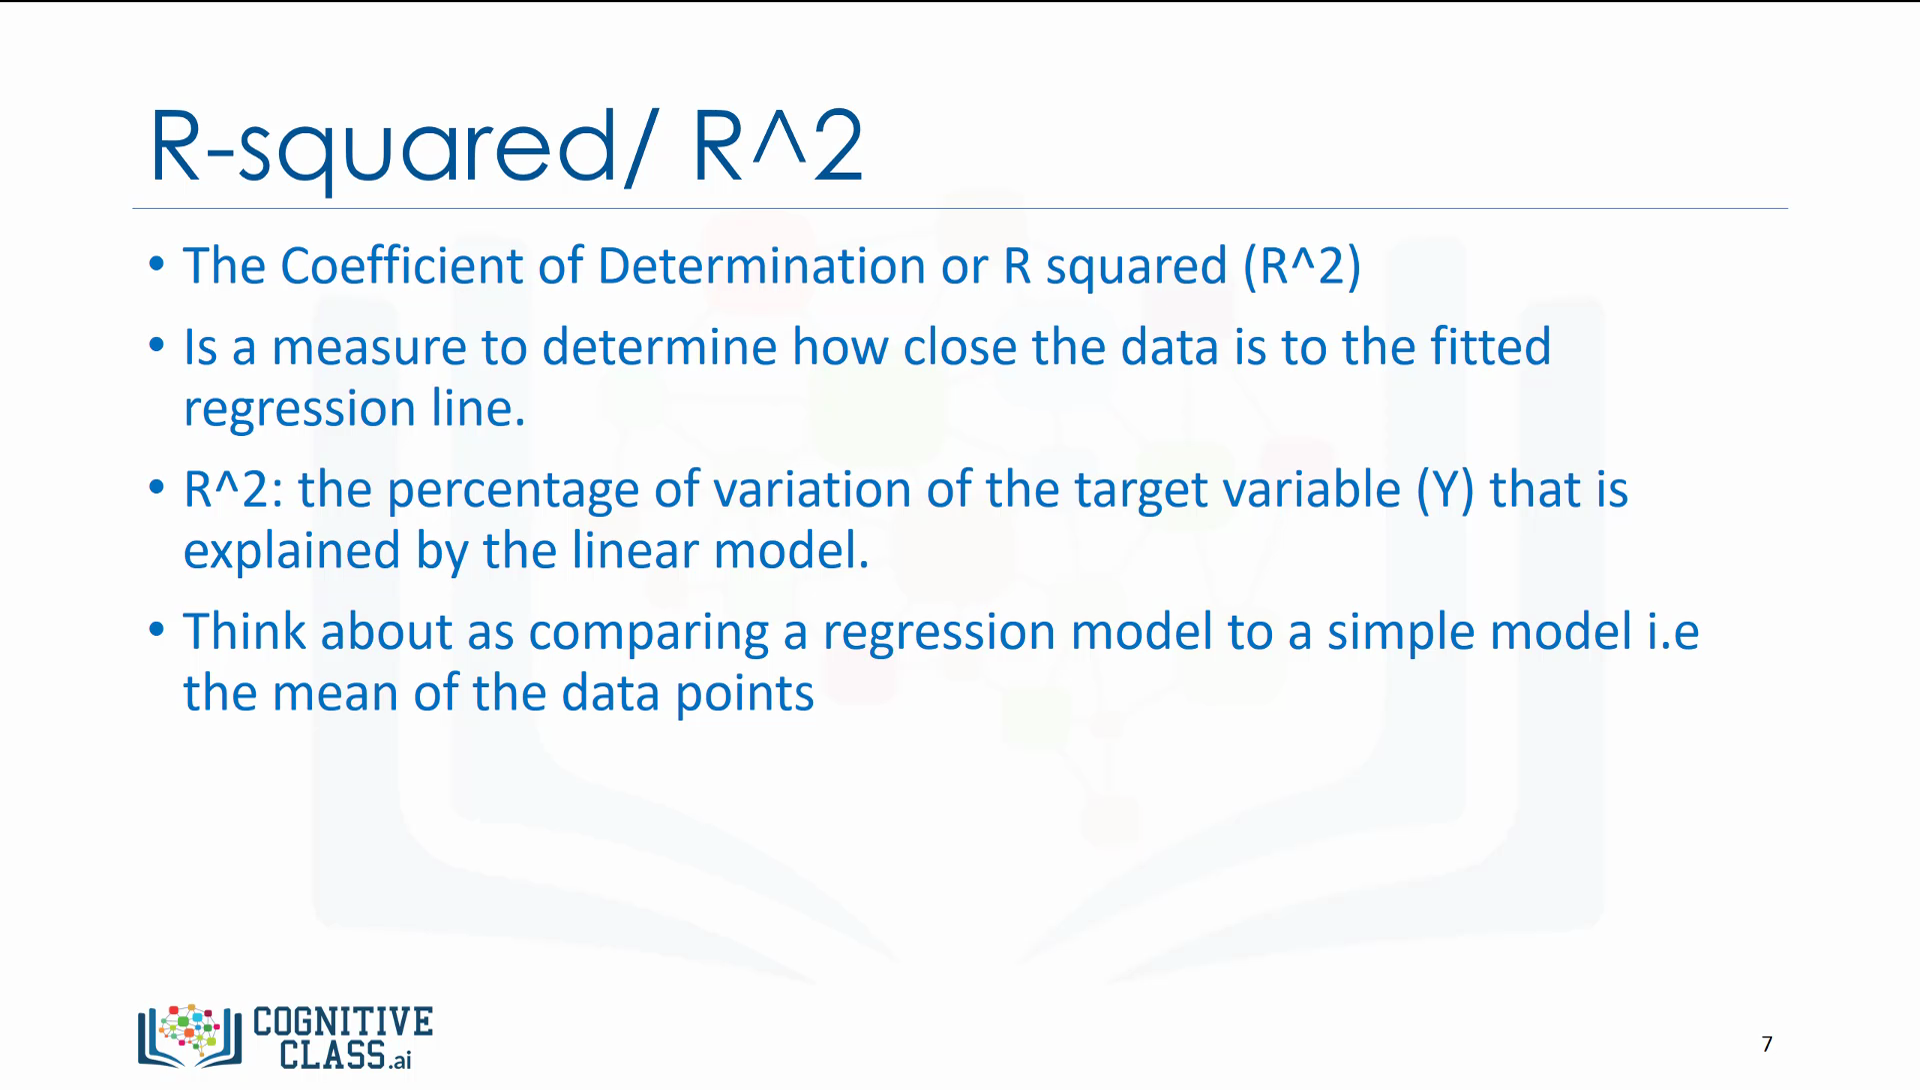 R-squared/ R^2
• The Coefficient of Determination or R squared (R^2)
• Is a measure to determine how close the data is to the fitted
regression line.
• R^2: the percentage of variation of the target variable (Y) that is
explained by the linear model.
• Think about as comparing a regression model to a simple model i.e
the mean of the data points
COGNITIVE
CLASS.ai
7